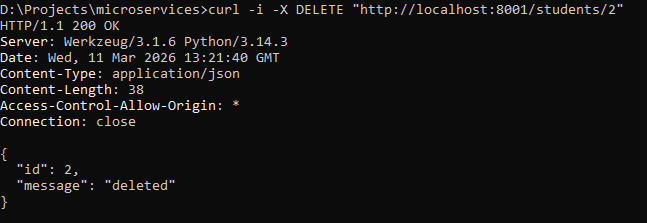 D:\Projects\microservices>curl -i -X DELETE "http://localhost:8001/students/2"
HTTP/1.1 200 OK
Server: Werkzeug/3.1.6 Python/3.14.3
Date: Wed, 11 Mar 2026 13:21:40 GMT
Content-Type: application/json
Content-Length: 38
Access-Control-Allow-Origin: *
Connection: close

{
  "id": 2,
  "message": "deleted"
}